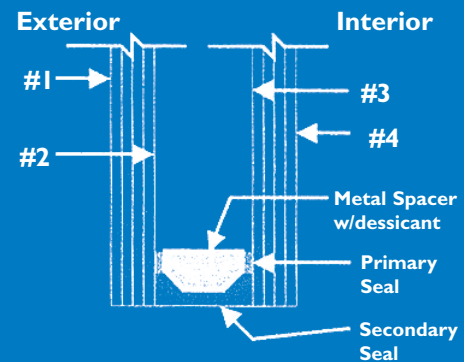 Exterior
Interior
#1
#3
#4
#2
Metal Spacer
w/dessicant
Primary
Seal
Secondary
Seal